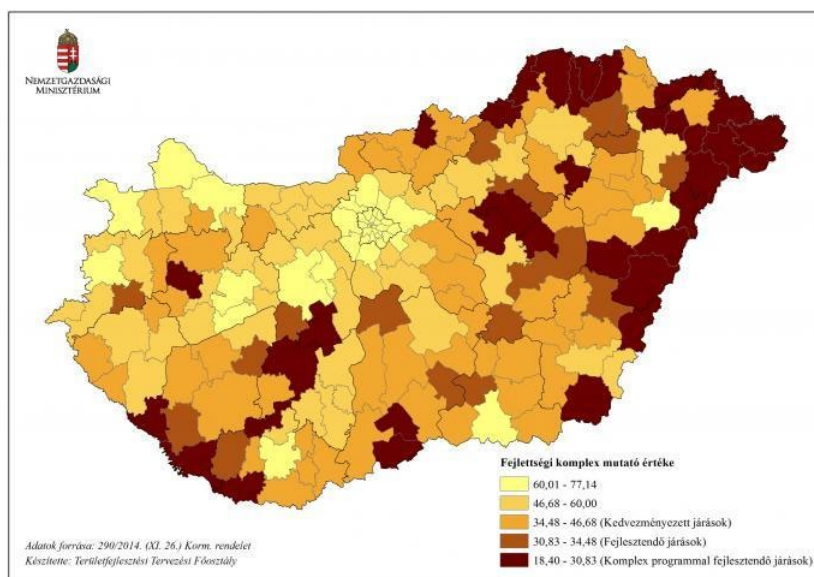 NEMZETGAZDASÁGI
MINISZTÉRIUM
Fejlettségi komplex mutató értéke
60,01 - 77,14
46,68 - 60,00
34,48 - 46,68 (Kedvezményezett járások)
30,83 - 34,48 (Fejlesztendő járások)
18,40 - 30,83 (Komplex programmal fejlesztendő járások)
Adatok forrása: 290/2014. (XI. 26.) Korm. rendelet
Készítette: Területfejlesztési Tervezési Főosztály